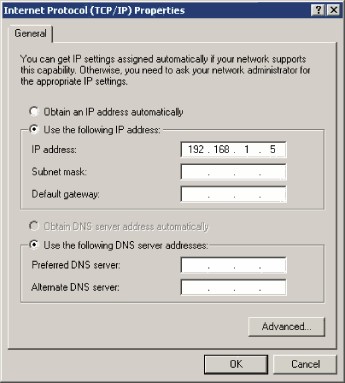 Internet Protocol (TCP/IP) Properties
General
You can get IP settings assigned automatically if your network supports
this capability. Otherwise, you need to ask your network administrator for
the appropriate IP settings.
Obtain an IP address automatically
Use the following IP address:
IP address: 192 . 168 . 1 . 5
Subnet mask: . . .
Default gateway: . . .
Obtain DNS server address automatically
Use the following DNS server addresses:
Preferred DNS server: . . .
Alternate DNS server: . . .
Advanced...
OK Cancel